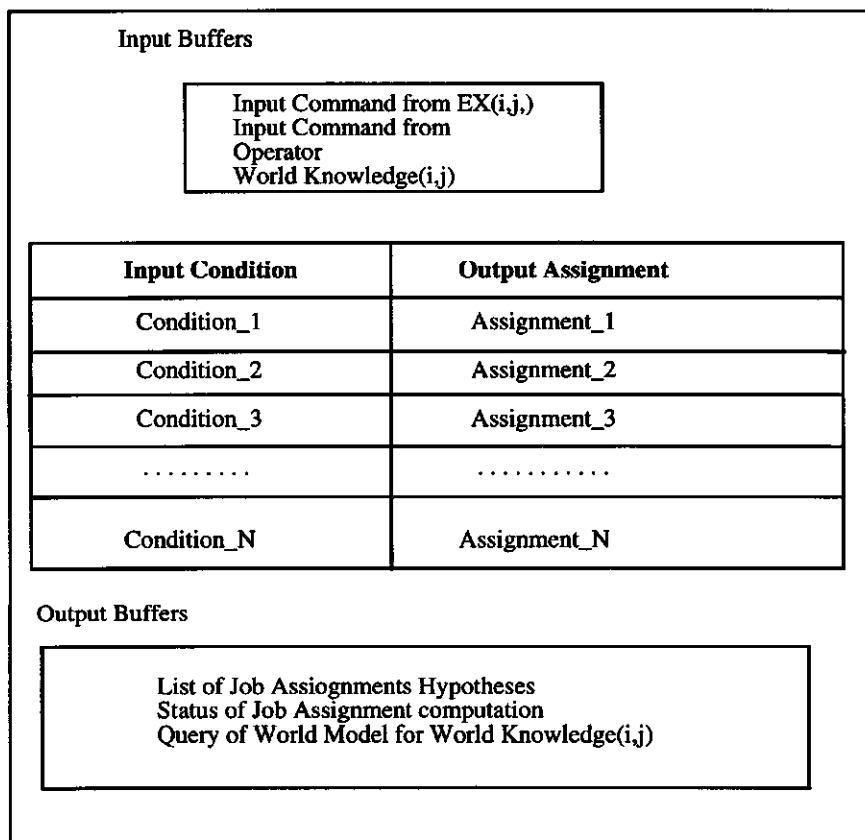 Input Buffers
Input Command from EX(i,j,)
Input Command from
Operator
World Knowledge(i,j)
Input Condition Output Assignment
Condition_1 Assignment_1
Condition_2 Assignment_2
Condition_3 Assignment_3
. . . . . . . . . . . . . . . . . . . .
Condition_N Assignment_N
Output Buffers
List of Job Assiognments Hypotheses
Status of Job Assignment computation
Query of World Model for World Knowledge(i,j)